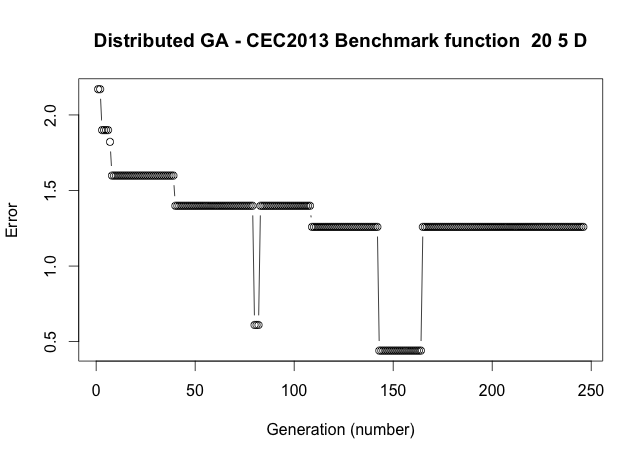 Distributed GA - CEC2013 Benchmark function 20 5 D
Error
2.0
1.5
1.0
0.5
0 50 100 150 200 250
Generation (number)